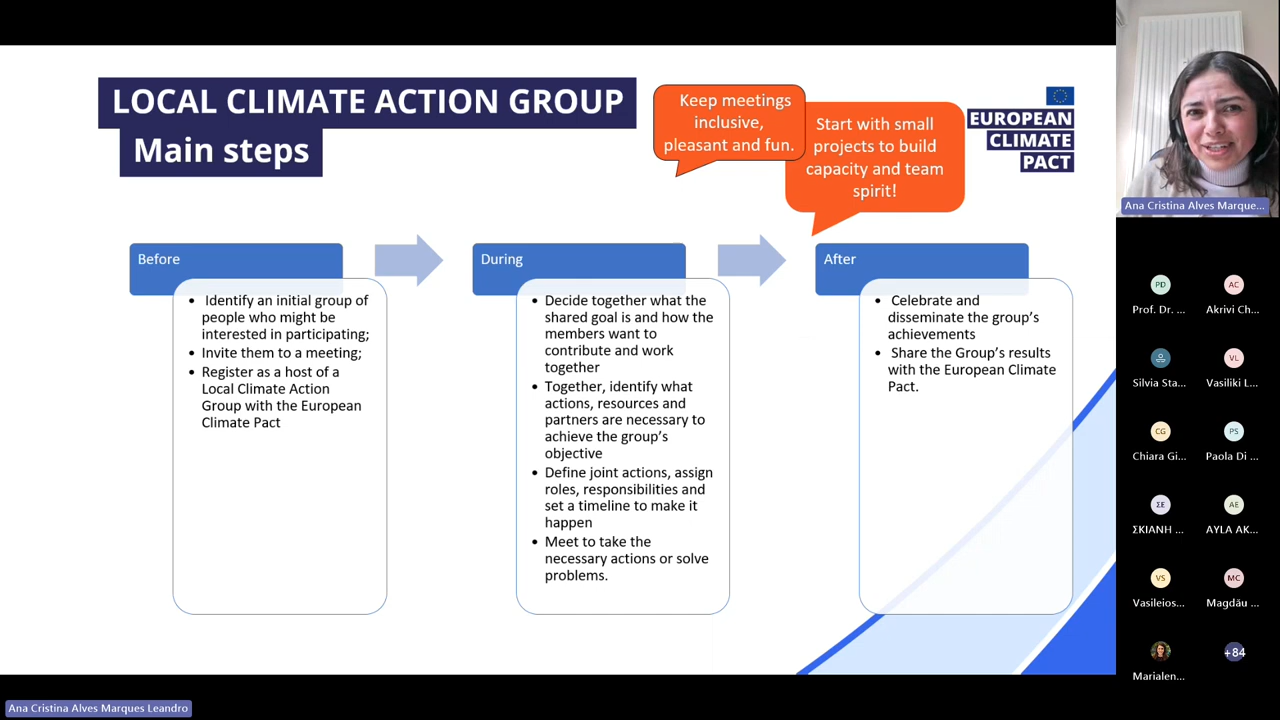 LOCAL CLIMATE ACTION GROUP
Main steps
Keep meetings
inclusive,
pleasant and fun.
Start with small
projects to build
capacity and team
spirit!
EUROPEAN
CLIMATE
PACT
Before
• Identify an initial group of
people who might be
interested in participating;
• Invite them to a meeting;
• Register as a host of a
Local Climate Action
Group with the European
Climate Pact
During
• Decide together what the
shared goal is and how the
members want to
contribute and work
together
• Together, identify what
actions, resources and
partners are necessary to
achieve the group's
objective
• Define joint actions, assign
roles, responsibilities and
set a timeline to make it
happen
• Meet to take the
necessary actions or solve
problems.
After
• Celebrate and
disseminate the group's
achievements
• Share the Group's results
with the European Climate
Pact.
Ana Cristina Alves Marque...
PD
AC
Prof. Dr. ...
Akrivi Ch...
VL
Silvia Sta...
Vasiliki L...
CG
PS
Chiara Gi...
Paola Di ...
ΣΕ
AE
ΣΚΙΑΝΗ ...
AYLA AK...
VS
MC
Vasileios...
Magdău ...
+84
Marialen...
Ana Cristina Alves Marques Leandro